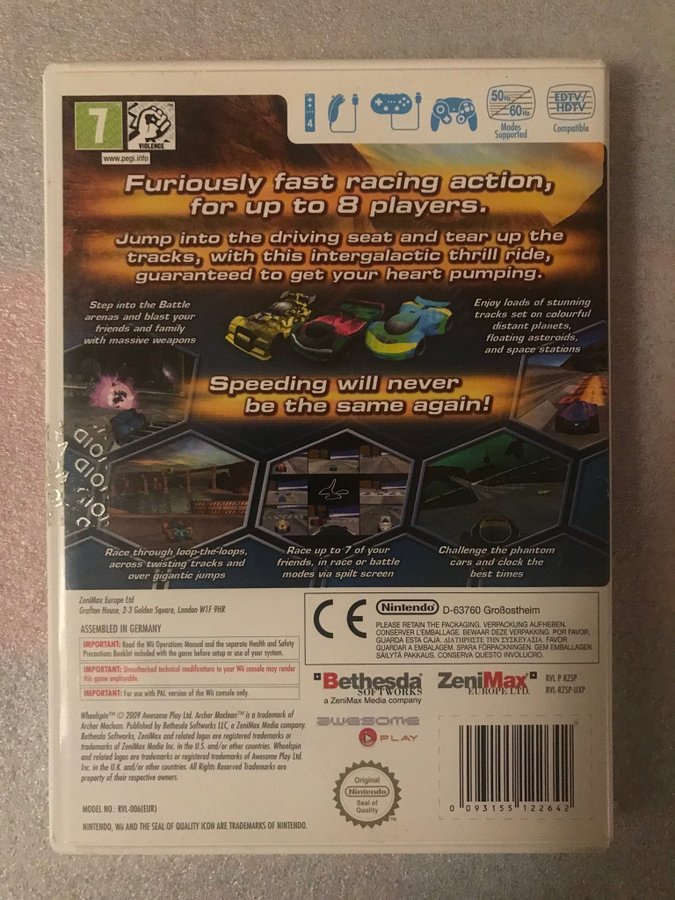 7
VIOLENCE
www.pegi.info
4
50Hz
60Hz
Modes
Supported
EDTV/
HDTV
Compatible
Furiously fast racing action,
for up to 8 players.
Jump into the driving seat and tear up the
tracks, with this intergalactic thrill ride,
guaranteed to get your heart pumping.
Step into the Battle
arenas and blast your
friends and family
with massive weapons
Enjoy loads of stunning
tracks set on colourful
distant planets,
floating asteroids,
and space stations
Speeding will never
be the same again!
Race through loop-the-loops,
across twisting tracks and
over gigantic jumps
Race up to 7 of your
friends, in race or battle
modes via spilt screen
Challenge the phantom
cars and clock the
best times
ZeniMax Europe Ltd
Grafton House, 2-3 Golden Square, London W1F 9HR
ASSEMBLED IN GERMANY
IMPORTANT: Read the Wii Operations Manual and the separate Health and Safety
Precautions Booklet included with the game before setup or use of your system.
IMPORTANT: Unauthorised technical modifications to your Wii console may render
this game unplayable.
IMPORTANT: For use with PAL version of the Wii console only.
CE
Nintendo D-63760 Großostheim
PLEASE RETAIN THE PACKAGING. VERPACKUNG AUFHEBEN.
CONSERVER L'EMBALLAGE. BEWAAR DEZE VERPAKKING. POR FAVOR,
GUARDA ESTA CAJA. ΔΙΑΤΗΡΗΣΤΕ ΤΗΝ ΣΥΣΚΕΥΑΣΙΑ. FAVOR
GUARDAR A EMBALAGEM. SPARA FÖRPACKNINGEN. GEM EMBALLAGEN
SÄILYTÄ PAKKAUS. CONSERVA QUESTO INVOLUCRO.
Bethesda
SOFTWORKS
a ZeniMax Media company
ZeniMax
EUROPE LTD.
RVL P RZSP
RVL-RZSP-UXP
Wheelspin™ © 2009 Awesome Play Ltd. Archer Maclean™ is a trademark of
Archer Maclean. Published by Bethesda Softworks LLC, a ZeniMax Media company.
Bethesda Softworks, ZeniMax and related logos are registered trademarks or
trademarks of ZeniMax Media Inc. in the U.S. and/or other countries. Wheelspin
and related logos are trademarks or registered trademarks of Awesome Play Ltd.
Inc. in the U.K. and/or other countries. All Rights Reserved Trademarks are
property of their respective owners.
AWESOME
PLAY
Original
Nintendo
Seal of
Quality
0 093155 122642
MODEL NO.: RVL-006(EUR)
NINTENDO, Wii AND THE SEAL OF QUALITY ICON ARE TRADEMARKS OF NINTENDO.